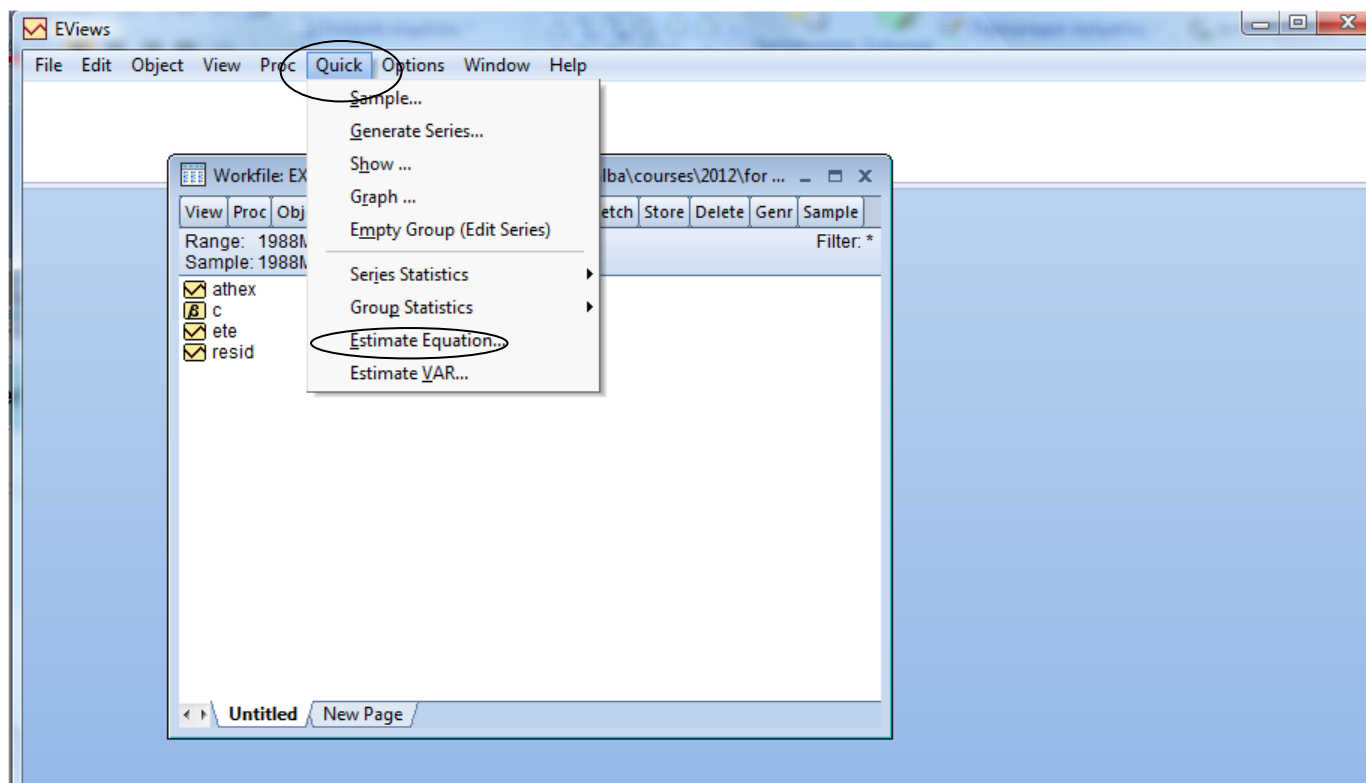 EViews
File Edit Object View Proc Quick Options Window Help
Sample...
Generate Series...
Show ...
Graph ...
Empty Group (Edit Series)
Series Statistics
Group Statistics
Estimate Equation...
Estimate VAR...
Workfile: EX lba\courses\2012\for ...
View Proc Obj etch Store Delete Genr Sample
Range: 1988M Filter: *
Sample: 1988M
athex
β c
ete
resid
Untitled New Page